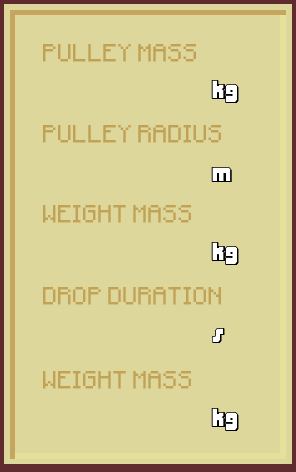 PULLEY MASS
kg
PULLEY RADIUS
m
WEIGHT MASS
kg
DROP DURATION
s
WEIGHT MASS
kg